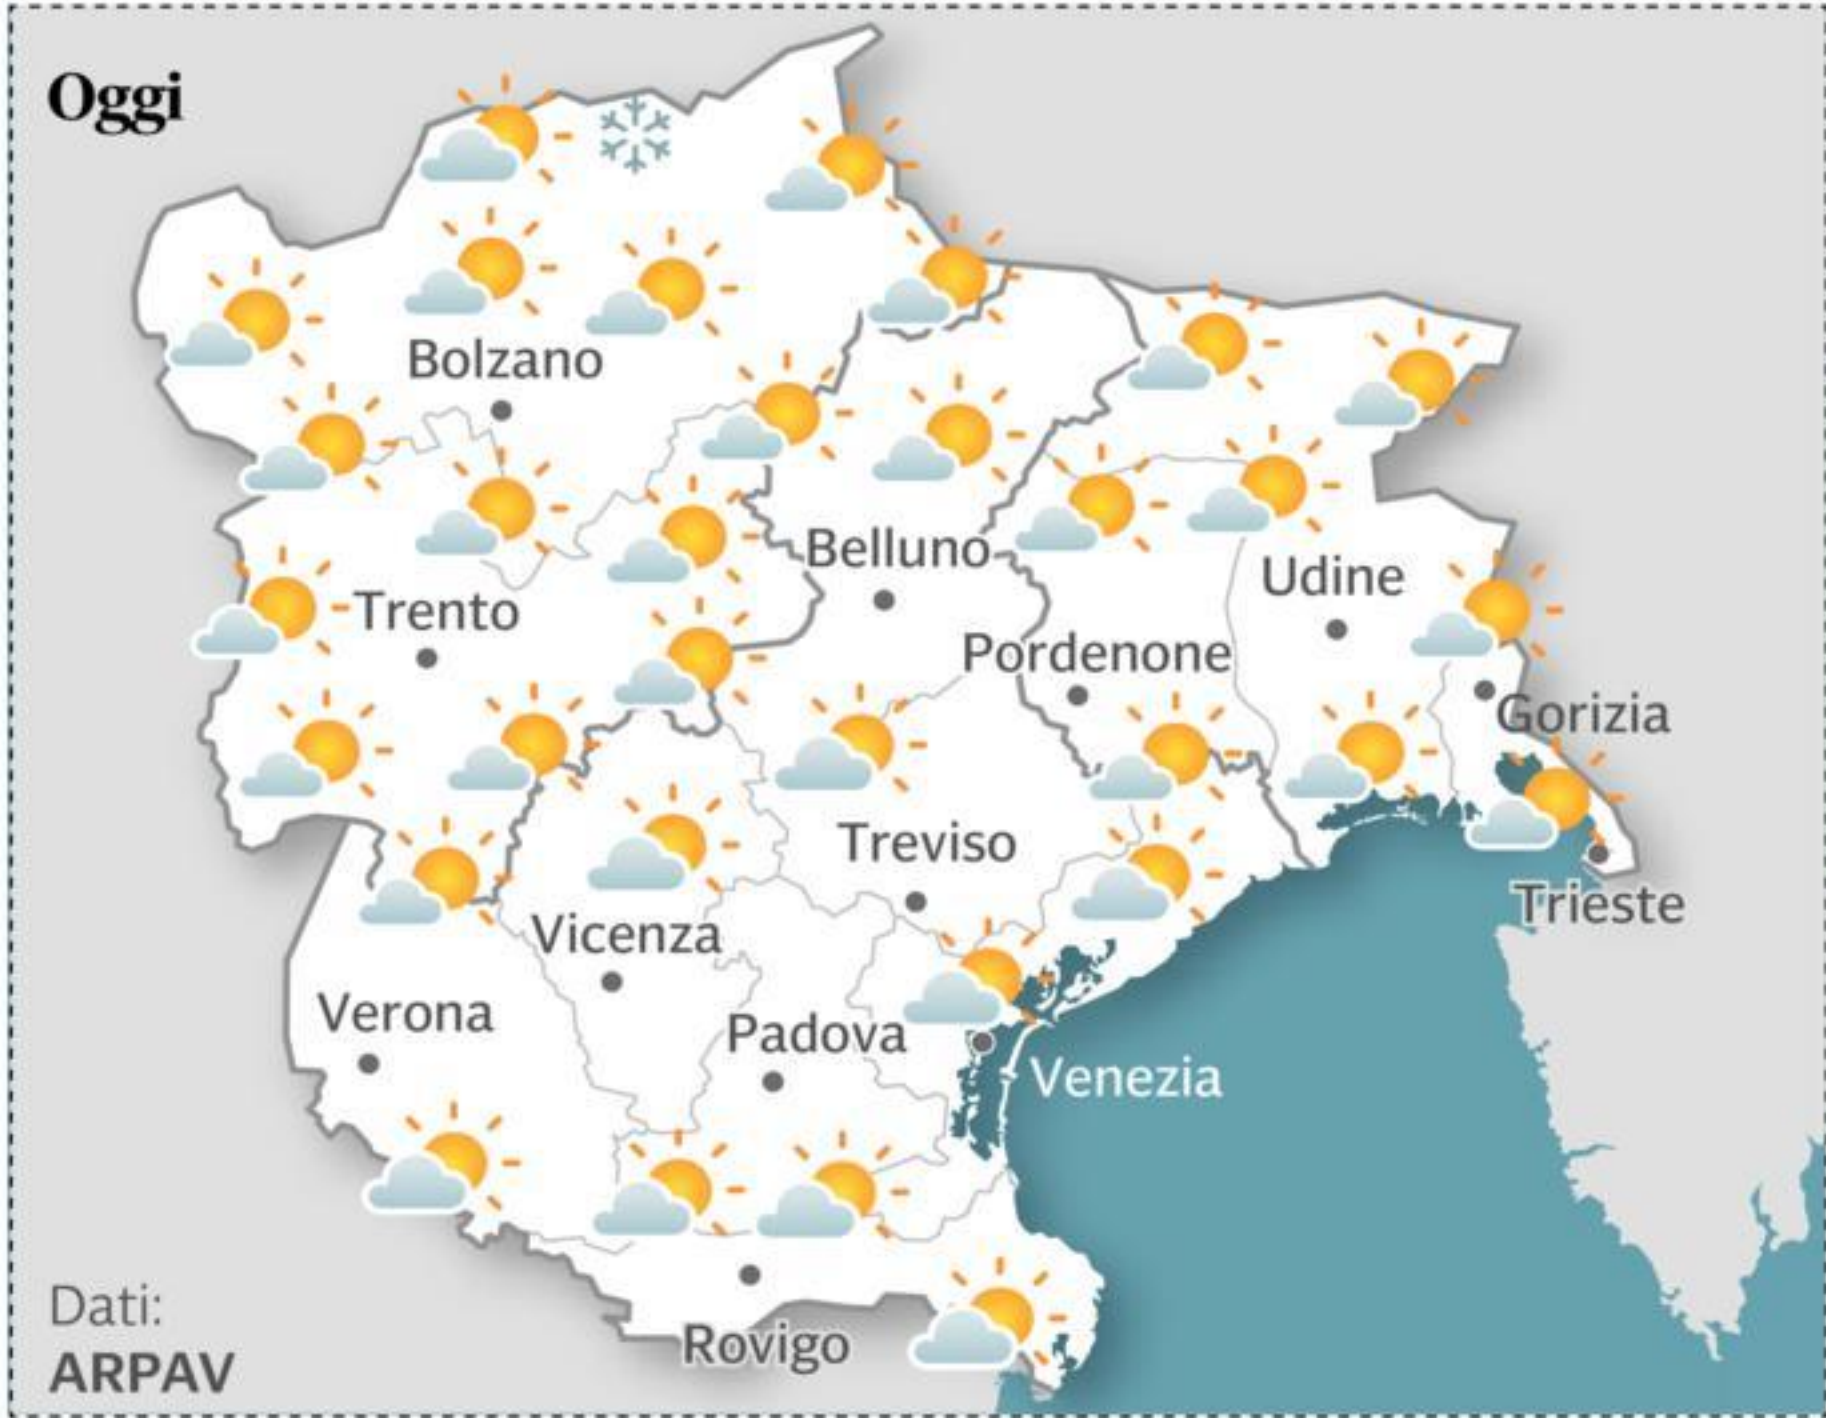 Oggi
Bolzano
Belluno
Udine
Trento
Pordenone
Gorizia
Treviso
Trieste
Vicenza
Verona
Padova
Venezia
Rovigo
Dati:
ARPAV